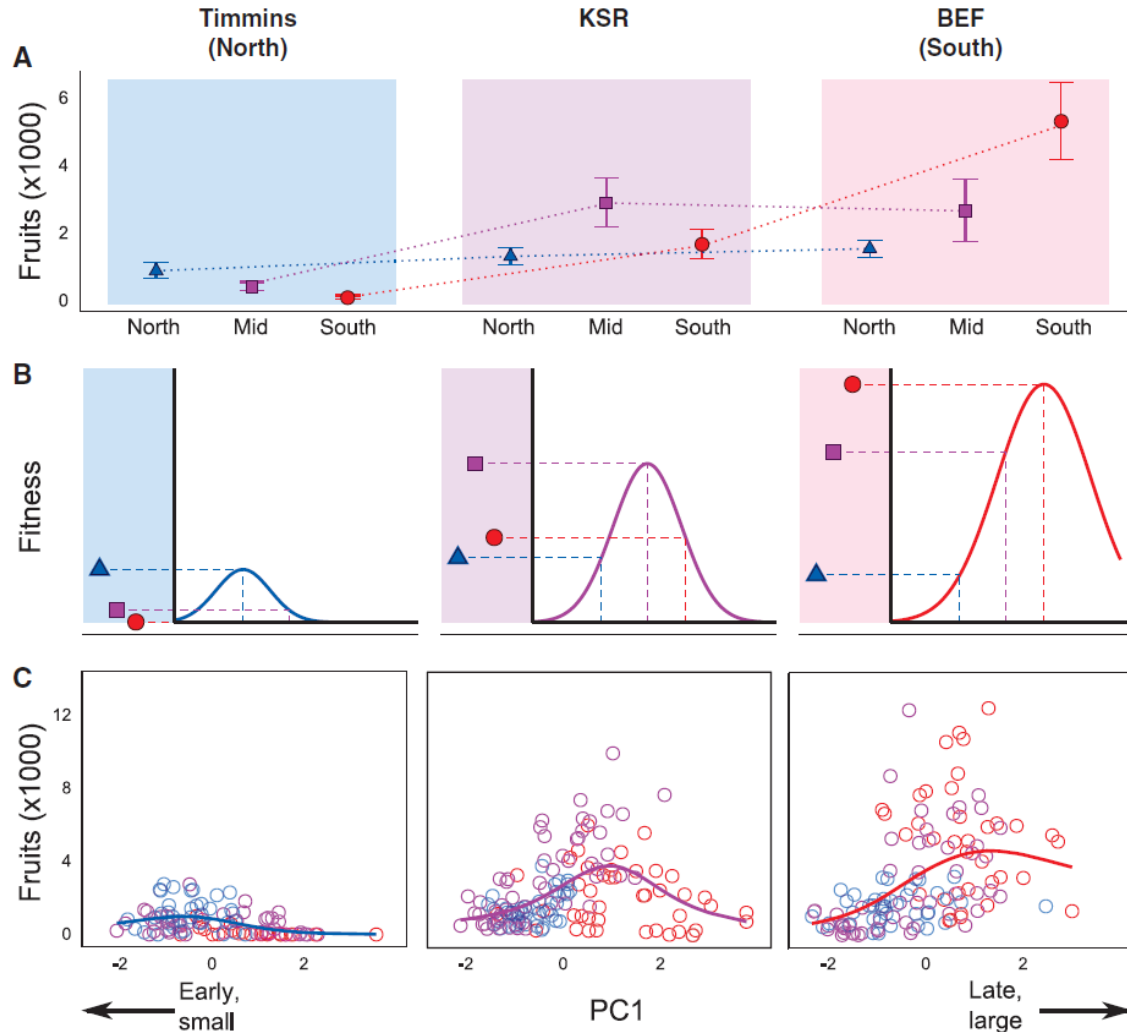 Timmins
(North)
KSR
BEF
(South)
A
Fruits (x1000)
6
4
2
0
North Mid South North Mid South North Mid South
B
Fitness
C
Fruits (x1000)
12
8
4
0
-2 0 2 -2 0 2 -2 0 2
Early,
small
PC1
Late,
large